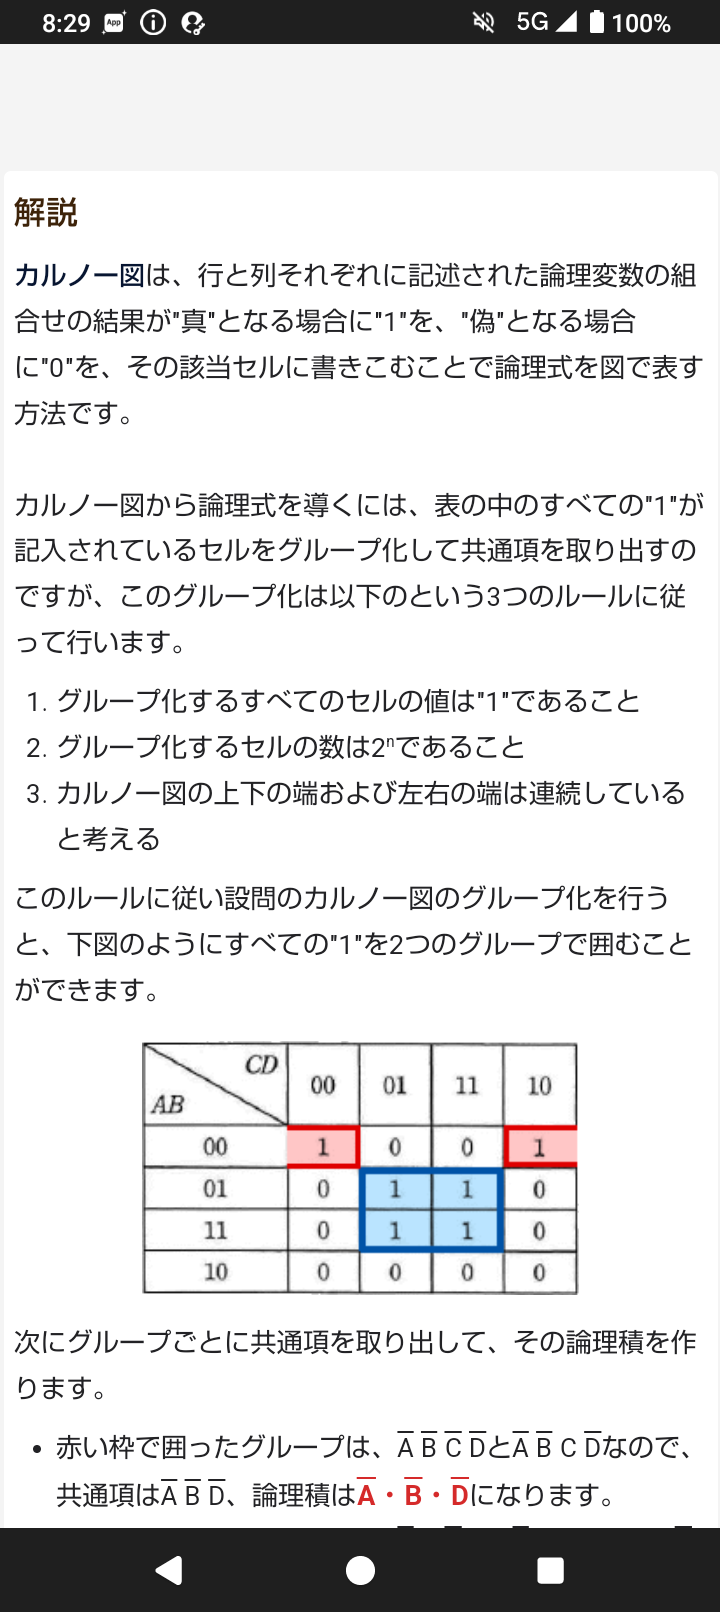 8:29 App 5G 100%
解説
カルノー図は、行と列それぞれに記述された論理変数の組
合せの結果が"真"となる場合に"1"を、"偽"となる場合
に"0"を、その該当セルに書きこむことで論理式を図で表す
方法です。
カルノー図から論理式を導くには、表の中のすべての"1"が
記入されているセルをグループ化して共通項を取り出すの
ですが、このグループ化は以下のという3つのルールに従
って行います。
1. グループ化するすべてのセルの値は"1"であること
2. グループ化するセルの数は2ⁿであること
3. カルノー図の上下の端および左右の端は連続している
と考える
このルールに従い設問のカルノー図のグループ化を行う
と、下図のようにすべての"1"を2つのグループで囲むこと
ができます。
CD
AB 00 01 11 10
00 1 0 0 1
01 0 1 1 0
11 0 1 1 0
10 0 0 0 0
次にグループごとに共通項を取り出して、その論理積を作
ります。
• 赤い枠で囲ったグループは、A̅ B̅ C̅ D̅とA̅ B̅ C D̅なので、
共通項はA̅ B̅ D̅、論理積はA̅・B̅・D̅になります。